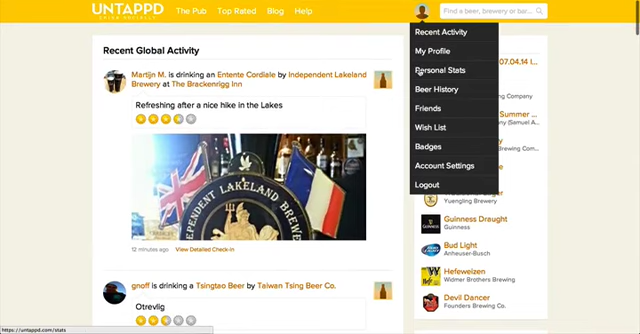 UNTAPPD
DRINK SOCIALLY
The Pub
Top Rated
Blog
Help
Find a beer, brewery or bar...
Recent Global Activity
Martijn M. is drinking an Entente Cordiale by Independent Lakeland
Brewery at The Brackenrigg Inn
Refreshing after a nice hike in the Lakes
INDEPENDENT LAKELAND BREWERY
12 minutes ago
View Detailed Check-in
gnoff is drinking a Tsingtao Beer by Taiwan Tsing Beer Co.
Otrevlig
Recent Activity
My Profile
Personal Stats
Beer History
Friends
Wish List
Badges
Account Settings
Logout
07.04.14
Company
Summer ...
(Samuel A...
Brewing Com...
Yuengling Brewery
Guinness Draught
Guinness
Bud Light
Anheuser-Busch
Hefeweizen
Widmer Brothers Brewing
Devil Dancer
Founders Brewing Co.
https://untappd.com/stats